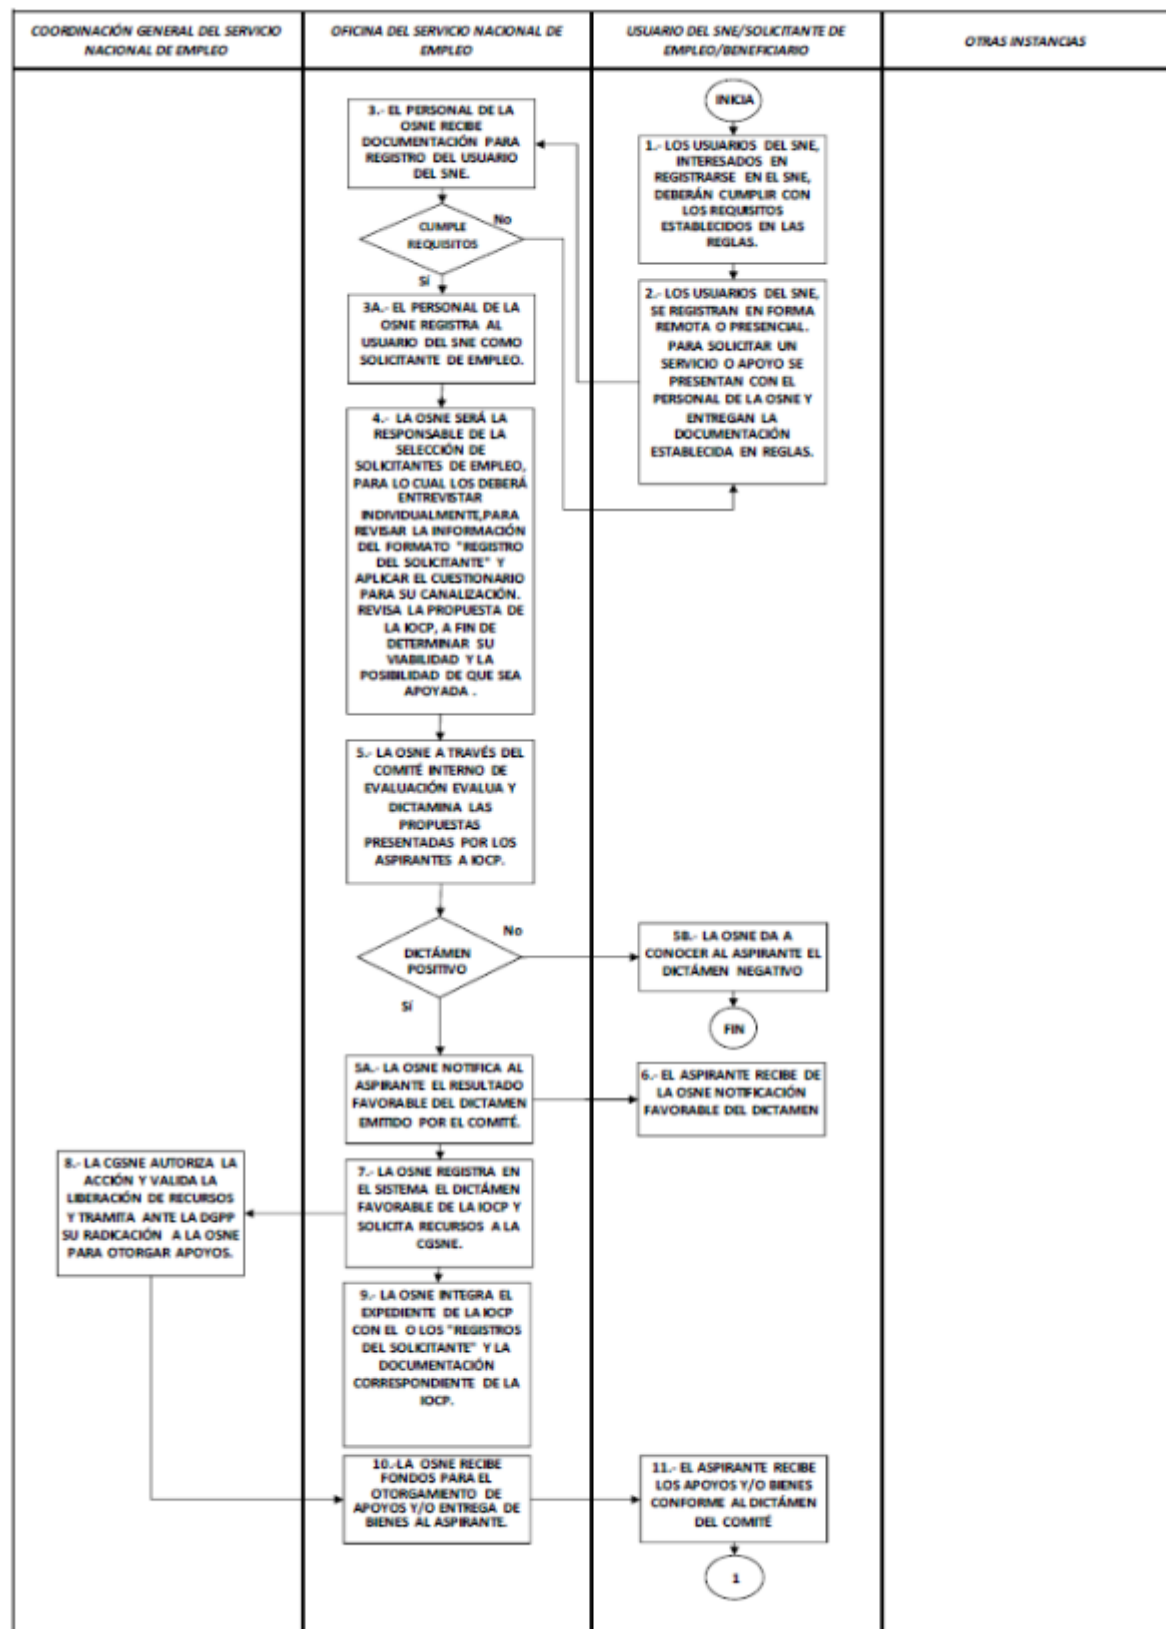 COORDINACIÓN GENERAL DEL SERVICIO
NACIONAL DE EMPLEO
OFICINA DEL SERVICIO NACIONAL DE
EMPLEO
USUARIO DEL SNE/SOLICITANTE DE
EMPLEO/BENEFICIARIO
OTRAS INSTANCIAS
INICIA
1.- LOS USUARIOS DEL SNE,
INTERESADOS EN
REGISTRARSE EN EL SNE,
DEBERÁN CUMPLIR CON
LOS REQUISITOS
ESTABLECIDOS EN LAS
REGLAS.
2.- LOS USUARIOS DEL SNE,
SE REGISTRAN EN FORMA
REMOTA O PRESENCIAL.
PARA SOLICITAR UN
SERVICIO O APOYO SE
PRESENTAN CON EL
PERSONAL DE LA OSNE Y
ENTREGAN LA
DOCUMENTACIÓN
ESTABLECIDA EN REGLAS.
3.- EL PERSONAL DE LA
OSNE RECIBE
DOCUMENTACIÓN PARA
REGISTRO DEL USUARIO
DEL SNE.
CUMPLE
REQUISITOS
No
Sí
3A.- EL PERSONAL DE LA
OSNE REGISTRA AL
USUARIO DEL SNE COMO
SOLICITANTE DE EMPLEO.
4.- LA OSNE SERÁ LA
RESPONSABLE DE LA
SELECCIÓN DE
SOLICITANTES DE EMPLEO,
PARA LO CUAL LOS DEBERÁ
ENTREVISTAR
INDIVIDUALMENTE,PARA
REVISAR LA INFORMACIÓN
DEL FORMATO "REGISTRO
DEL SOLICITANTE" Y
APLICAR EL CUESTIONARIO
PARA SU CANALIZACIÓN.
REVISA LA PROPUESTA DE
LA IOCP, A FIN DE
DETERMINAR SU
VIABILIDAD Y LA
POSIBILIDAD DE QUE SEA
APOYADA .
5.- LA OSNE A TRAVÉS DEL
COMITÉ INTERNO DE
EVALUACIÓN EVALUA Y
DICTAMINA LAS
PROPUESTAS
PRESENTADAS POR LOS
ASPIRANTES A IOCP.
DICTÁMEN
POSITIVO
No
Sí
5B.- LA OSNE DA A
CONOCER AL ASPIRANTE EL
DICTÁMEN NEGATIVO
FIN
5A.- LA OSNE NOTIFICA AL
ASPIRANTE EL RESULTADO
FAVORABLE DEL DICTAMEN
EMITIDO POR EL COMITÉ.
6.- EL ASPIRANTE RECIBE DE
LA OSNE NOTIFICACIÓN
FAVORABLE DEL DICTAMEN
7.- LA OSNE REGISTRA EN
EL SISTEMA EL DICTÁMEN
FAVORABLE DE LA IOCP Y
SOLICITA RECURSOS A LA
CGSNE.
8.- LA CGSNE AUTORIZA LA
ACCIÓN Y VALIDA LA
LIBERACIÓN DE RECURSOS
Y TRAMITA ANTE LA DGPP
SU RADICACIÓN A LA OSNE
PARA OTORGAR APOYOS.
9.- LA OSNE INTEGRA EL
EXPEDIENTE DE LA IOCP
CON EL O LOS "REGISTROS
DEL SOLICITANTE" Y LA
DOCUMENTACIÓN
CORRESPONDIENTE DE LA
IOCP.
10.-LA OSNE RECIBE
FONDOS PARA EL
OTORGAMIENTO DE
APOYOS Y/O ENTREGA DE
BIENES AL ASPIRANTE.
11.- EL ASPIRANTE RECIBE
LOS APOYOS Y/O BIENES
CONFORME AL DICTÁMEN
DEL COMITÉ
1